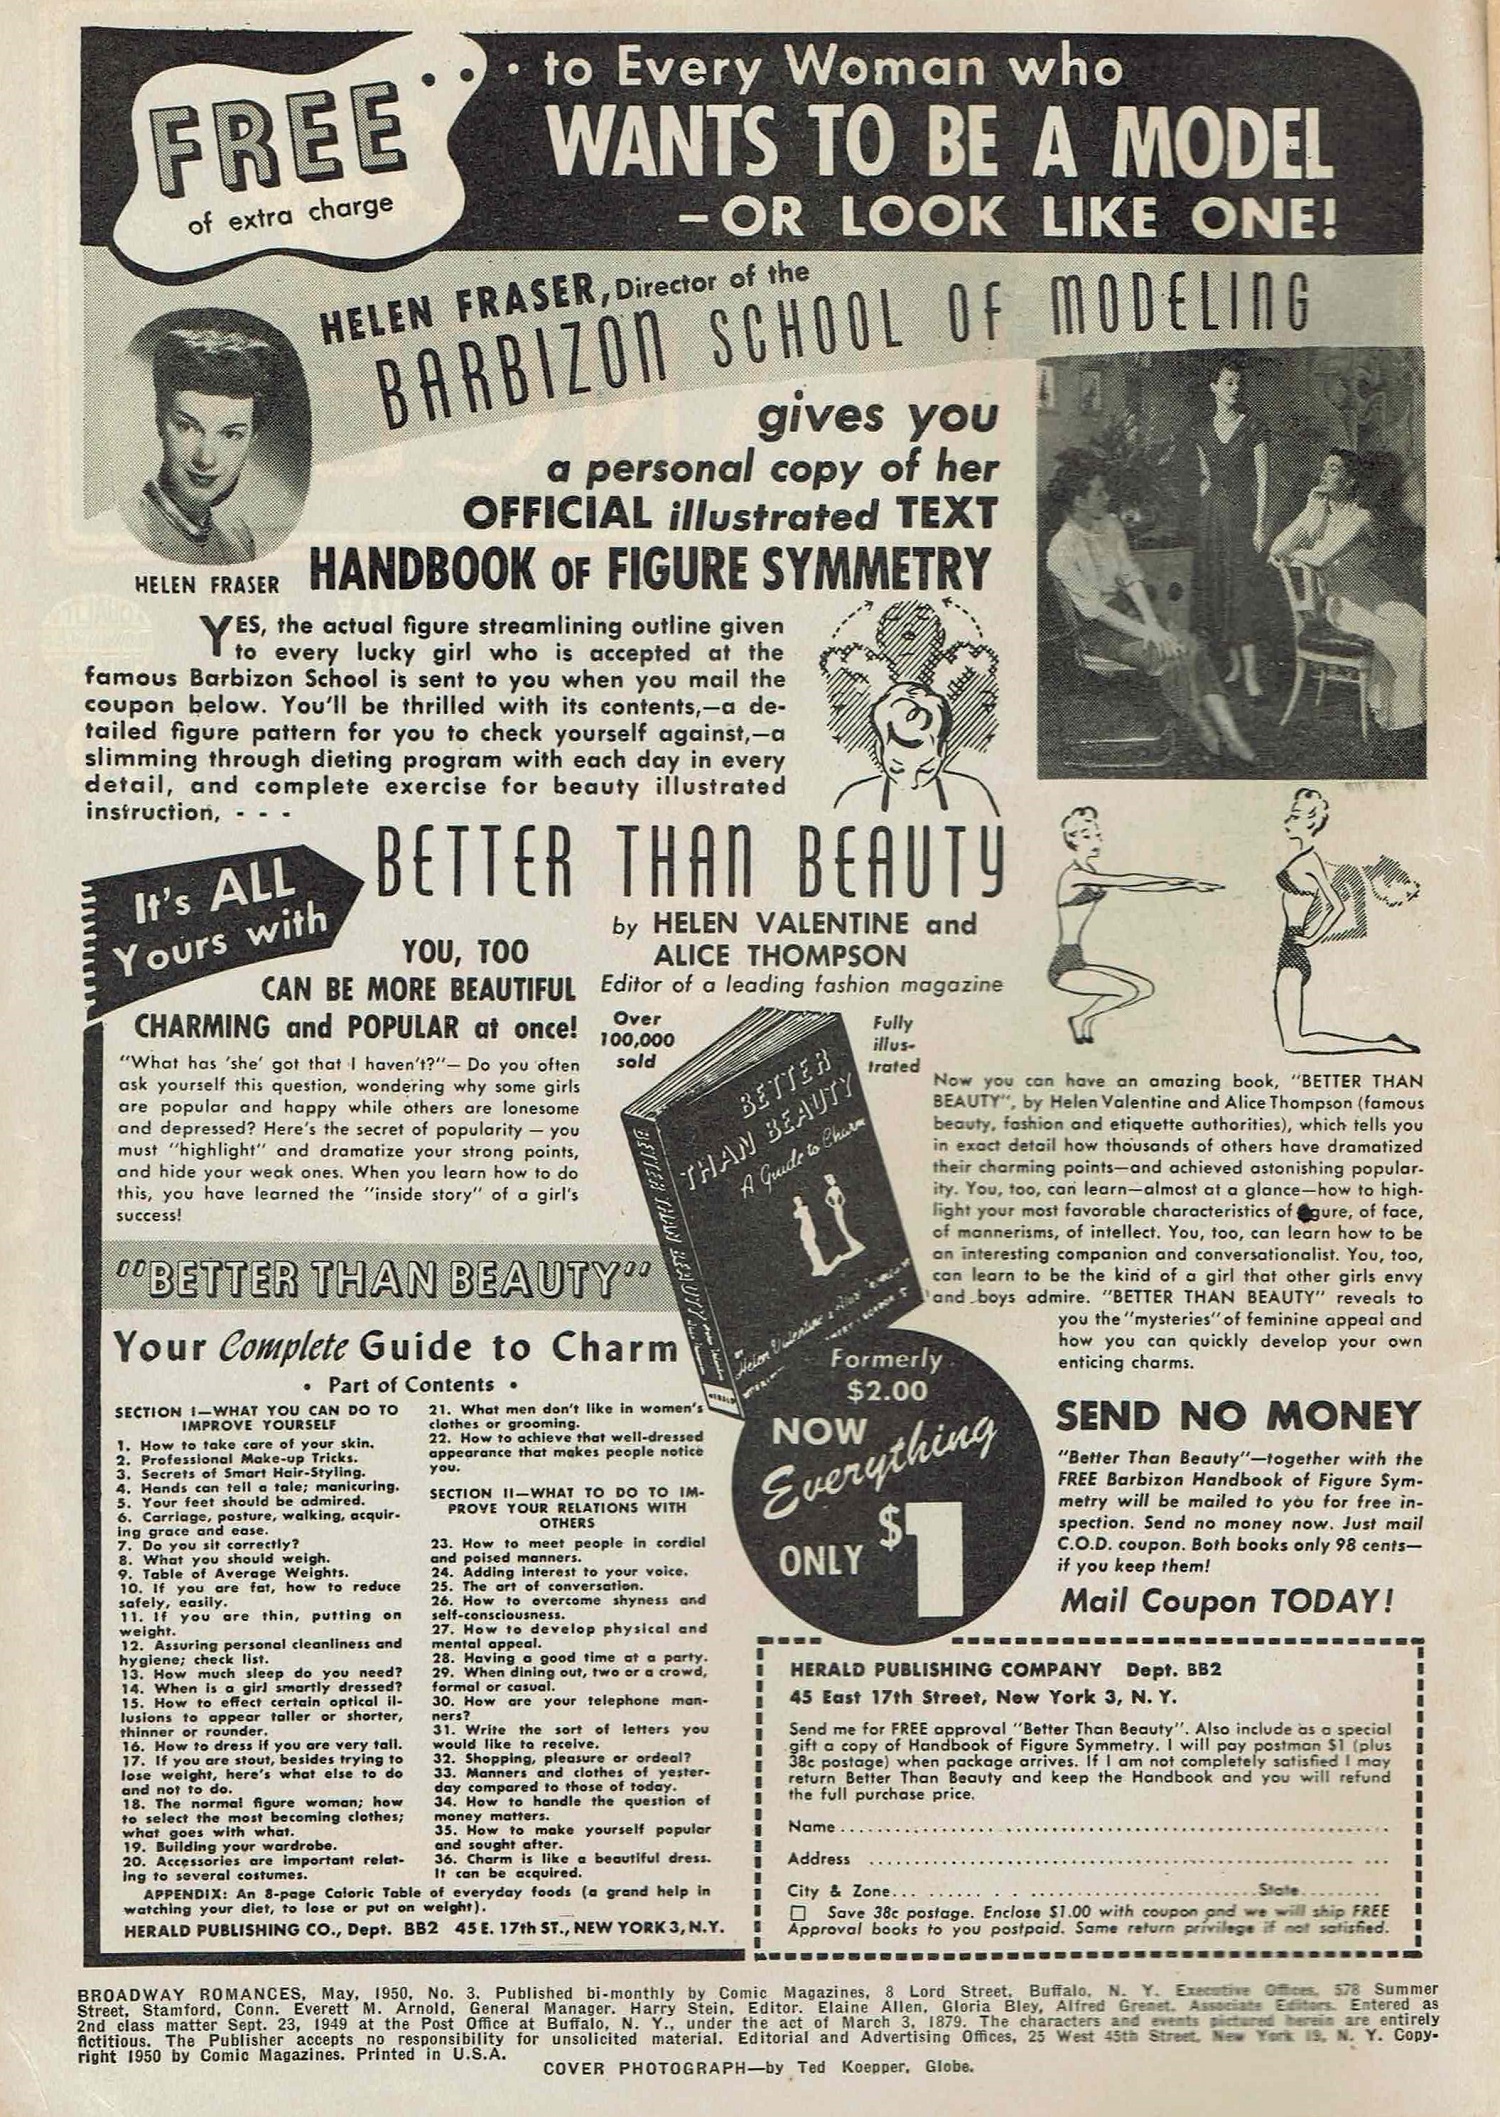 FREE
of extra charge
to Every Woman who
WANTS TO BE A MODEL
-OR LOOK LIKE ONE!
HELEN FRASER, Director of the
BARBIZON SCHOOL OF MODELING
gives you
a personal copy of her
OFFICIAL illustrated TEXT
HELEN FRASER
HANDBOOK OF FIGURE SYMMETRY
YES, the actual figure streamlining outline given
to every lucky girl who is accepted at the
famous Barbizon School is sent to you when you mail the
coupon below. You'll be thrilled with its contents,—a de-
tailed figure pattern for you to check yourself against,—a
slimming through dieting program with each day in every
detail, and complete exercise for beauty illustrated
instruction, - - -
It's ALL
Yours with
BETTER THAN BEAUTY
by HELEN VALENTINE and
ALICE THOMPSON
Editor of a leading fashion magazine
YOU, TOO
CAN BE MORE BEAUTIFUL
CHARMING and POPULAR at once!
"What has 'she' got that I haven't?"— Do you often
ask yourself this question, wondering why some girls
are popular and happy while others are lonesome
and depressed? Here's the secret of popularity — you
must "highlight" and dramatize your strong points,
and hide your weak ones. When you learn how to do
this, you have learned the "inside story" of a girl's
success!
Over
100,000
sold
Fully
illus-
trated
BETTER
THAN BEAUTY
A Guide to Charm
BETTER THAN BEAUTY
HERALD
Now you can have an amazing book, "BETTER THAN
BEAUTY", by Helen Valentine and Alice Thompson (famous
beauty, fashion and etiquette authorities), which tells you
in exact detail how thousands of others have dramatized
their charming points—and achieved astonishing popular-
ity. You, too, can learn—almost at a glance—how to high-
light your most favorable characteristics of gure, of face,
of mannerisms, of intellect. You, too, can learn how to be
an interesting companion and conversationalist. You, too,
can learn to be the kind of a girl that other girls envy
and boys admire. "BETTER THAN BEAUTY" reveals to
you the "mysteries" of feminine appeal and
how you can quickly develop your own
enticing charms.
"BETTER THAN BEAUTY"
Your Complete Guide to Charm
• Part of Contents •
SECTION I—WHAT YOU CAN DO TO
IMPROVE YOURSELF
1. How to take care of your skin.
2. Professional Make-up Tricks.
3. Secrets of Smart Hair-Styling.
4. Hands can tell a tale; manicuring.
5. Your feet should be admired.
6. Carriage, posture, walking, acquir-
ing grace and ease.
7. Do you sit correctly?
8. What you should weigh.
9. Table of Average Weights.
10. If you are fat, how to reduce
safely, easily.
11. If you are thin, putting on
weight.
12. Assuring personal cleanliness and
hygiene; check list.
13. How much sleep do you need?
14. When is a girl smartly dressed?
15. How to effect certain optical il-
lusions to appear taller or shorter,
thinner or rounder.
16. How to dress if you are very tall.
17. If you are stout, besides trying to
lose weight, here's what else to do
and not to do.
18. The normal figure woman; how
to select the most becoming clothes;
what goes with what.
19. Building your wardrobe.
20. Accessories are important relat-
ing to several costumes.
21. What men don't like in women's
clothes or grooming.
22. How to achieve that well-dressed
appearance that makes people notice
you.
SECTION II—WHAT TO DO TO IM-
PROVE YOUR RELATIONS WITH
OTHERS
23. How to meet people in cordial
and poised manners.
24. Adding interest to your voice.
25. The art of conversation.
26. How to overcome shyness and
self-consciousness.
27. How to develop physical and
mental appeal.
28. Having a good time at a party.
29. When dining out, two or a crowd,
formal or casual.
30. How are your telephone man-
ners?
31. Write the sort of letters you
would like to receive.
32. Shopping, pleasure or ordeal?
33. Manners and clothes of yester-
day compared to those of today.
34. How to handle the question of
money matters.
35. How to make yourself popular
and sought after.
36. Charm is like a beautiful dress.
It can be acquired.
APPENDIX: An 8-page Caloric Table of everyday foods (a grand help in
watching your diet, to lose or put on weight).
HERALD PUBLISHING CO., Dept. BB2 45 E. 17th ST., NEW YORK 3, N.Y.
Formerly
$2.00
NOW
Everything
ONLY $1
SEND NO MONEY
"Better Than Beauty"—together with the
FREE Barbizon Handbook of Figure Sym-
metry will be mailed to you for free in-
spection. Send no money now. Just mail
C.O.D. coupon. Both books only 98 cents—
if you keep them!
Mail Coupon TODAY!
HERALD PUBLISHING COMPANY Dept. BB2
45 East 17th Street, New York 3, N. Y.
Send me for FREE approval "Better Than Beauty". Also include as a special
gift a copy of Handbook of Figure Symmetry. I will pay postman $1 (plus
38c postage) when package arrives. If I am not completely satisfied I may
return Better Than Beauty and keep the Handbook and you will refund
the full purchase price.
Name
Address
City & Zone State
Save 38c postage. Enclose $1.00 with coupon and we will ship FREE
Approval books to you postpaid. Same return privilege if not satisfied.
BROADWAY ROMANCES, May, 1950, No. 3. Published bi-monthly by Comic Magazines, 8 Lord Street, Buffalo, N. Y. Executive Offices, 578 Summer
Street, Stamford, Conn. Everett M. Arnold, General Manager. Harry Stein, Editor. Elaine Allen, Gloria Bley, Alfred Grenet, Associate Editors. Entered as
2nd class matter Sept. 23, 1949 at the Post Office at Buffalo, N. Y., under the act of March 3, 1879. The characters and events pictured herein are entirely
fictitious. The Publisher accepts no responsibility for unsolicited material. Editorial and Advertising Offices, 25 West 45th Street, New York 19, N. Y. Copy-
right 1950 by Comic Magazines. Printed in U.S.A.
COVER PHOTOGRAPH—by Ted Koepper, Globe.